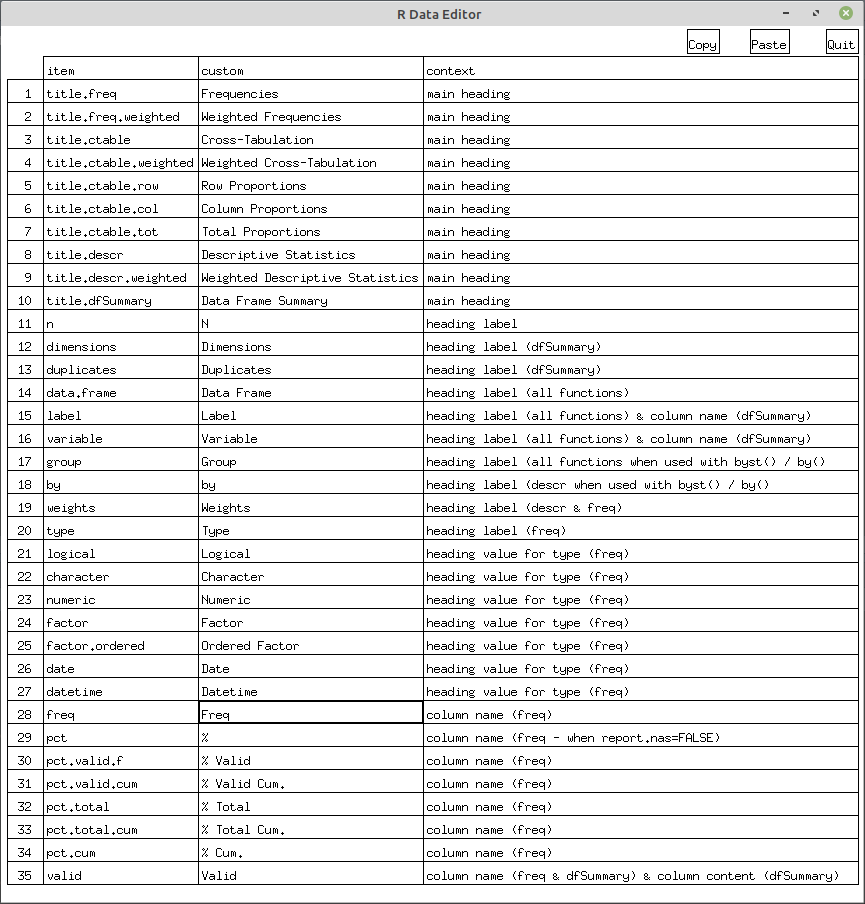 R Data Editor
Copy Paste Quit
item custom context
1 title.freq Frequencies main heading
2 title.freq.weighted Weighted Frequencies main heading
3 title.ctable Cross-Tabulation main heading
4 title.ctable.weighted Weighted Cross-Tabulation main heading
5 title.ctable.row Row Proportions main heading
6 title.ctable.col Column Proportions main heading
7 title.ctable.tot Total Proportions main heading
8 title.descr Descriptive Statistics main heading
9 title.descr.weighted Weighted Descriptive Statistics main heading
10 title.dfSummary Data Frame Summary main heading
11 n N heading label
12 dimensions Dimensions heading label (dfSummary)
13 duplicates Duplicates heading label (dfSummary)
14 data.frame Data Frame heading label (all functions)
15 label Label heading label (all functions) & column name (dfSummary)
16 variable Variable heading label (all functions) & column name (dfSummary)
17 group Group heading label (all functions when used with byst() / by()
18 by by heading label (descr when used with byst() / by()
19 weights Weights heading label (descr & freq)
20 type Type heading label (freq)
21 logical Logical heading value for type (freq)
22 character Character heading value for type (freq)
23 numeric Numeric heading value for type (freq)
24 factor Factor heading value for type (freq)
25 factor.ordered Ordered Factor heading value for type (freq)
26 date Date heading value for type (freq)
27 datetime Datetime heading value for type (freq)
28 freq Freq column name (freq)
29 pct % column name (freq - when report.nas=FALSE)
30 pct.valid.f % Valid column name (freq)
31 pct.valid.cum % Valid Cum. column name (freq)
32 pct.total % Total column name (freq)
33 pct.total.cum % Total Cum. column name (freq)
34 pct.cum % Cum. column name (freq)
35 valid Valid column name (freq & dfSummary) & column content (dfSummary)